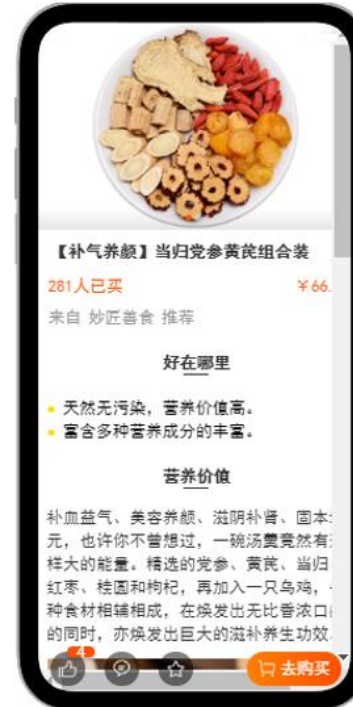 【补气养颜】当归党参黄芪组合装
281人已买
￥66.
来自 妙匠善食 推荐
好在哪里
天然无污染，营养价值高。
富含多种营养成分的丰富。
营养价值
补血益气、美容养颜、滋阴补肾、固本
元，也许你不曾想过，一碗汤羹竟然有
样大的能量。精选的党参、黄芪、当归
红枣、桂圆和枸杞，再加入一只乌鸡，
种食材相辅相成，在焕发出无比香浓口
的同时，亦焕发出巨大的滋补养生功效
4
去购买